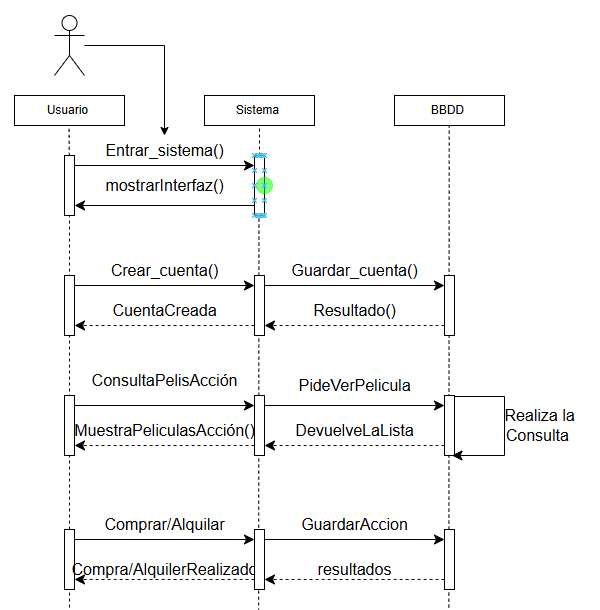 Usuario
Sistema
BBDD
Entrar_sistema()
mostrarInterfaz()
Crear_cuenta()
Guardar_cuenta()
CuentaCreada
Resultado()
ConsultaPelisAcción
PideVerPelicula
MuestraPeliculasAcción()
DevuelveLaLista
Realiza la
Consulta
Comprar/Alquilar
GuardarAccion
Compra/AlquilerRealizado
resultados